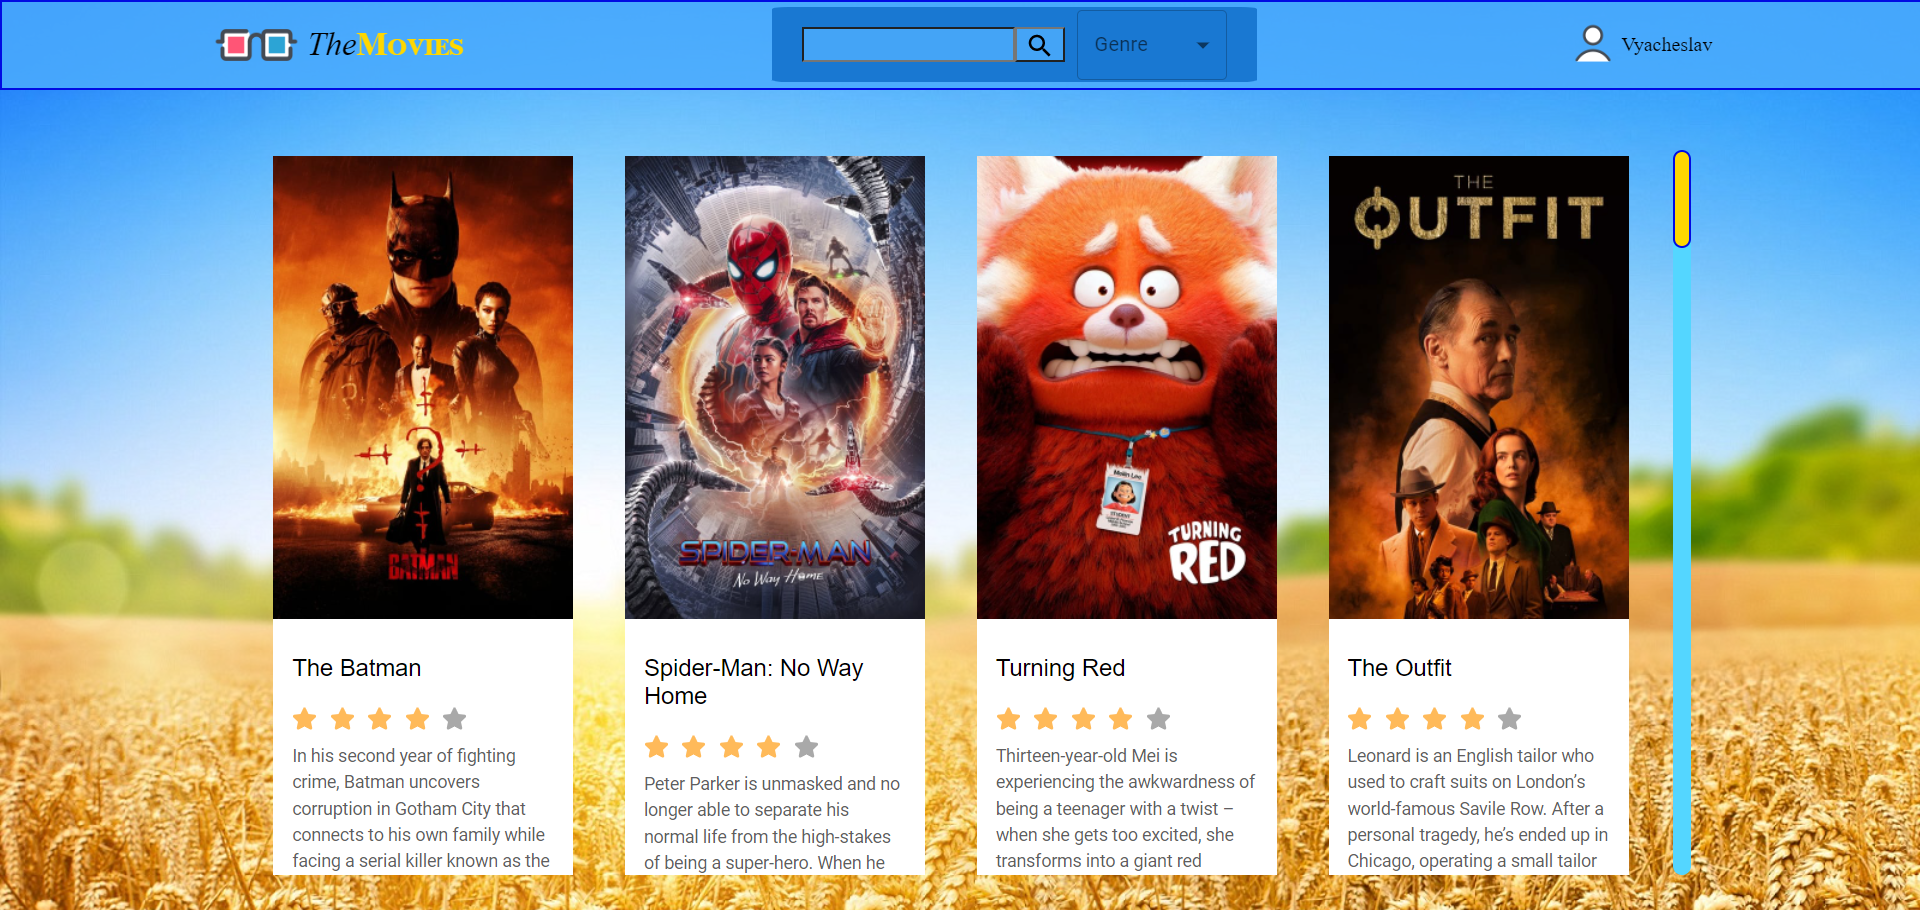 TheMOVIES
Genre
Vyacheslav
BATMAN
SPIDER-MAN
No Way Home
Meilin Lee
STUDENT
TURNING
RED
THE
OUTFIT
The Batman
In his second year of fighting
crime, Batman uncovers
corruption in Gotham City that
connects to his own family while
facing a serial killer known as the
Spider-Man: No Way
Home
Peter Parker is unmasked and no
longer able to separate his
normal life from the high-stakes
of being a super-hero. When he
Turning Red
Thirteen-year-old Mei is
experiencing the awkwardness of
being a teenager with a twist –
when she gets too excited, she
transforms into a giant red
The Outfit
Leonard is an English tailor who
used to craft suits on London’s
world-famous Savile Row. After a
personal tragedy, he’s ended up in
Chicago, operating a small tailor